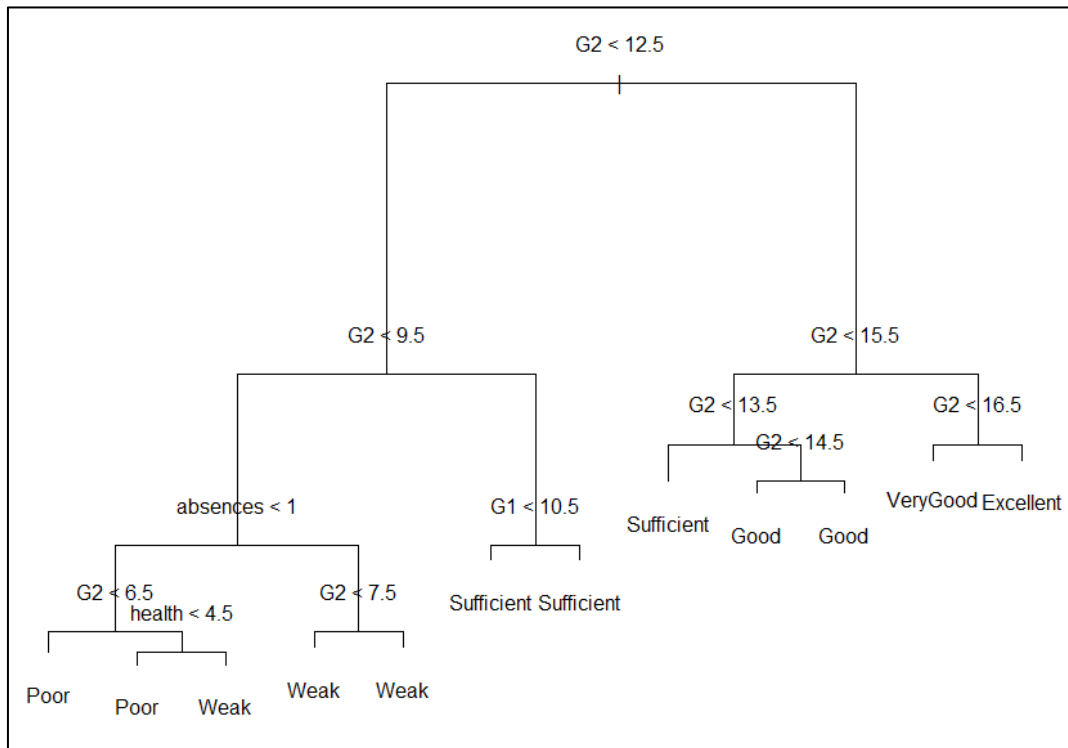 G2 < 12.5
G2 < 9.5
G2 < 15.5
G2 < 13.5
G2 < 16.5
G2 < 14.5
absences < 1
G1 < 10.5
VeryGood
Excellent
Sufficient
Good
Good
G2 < 6.5
G2 < 7.5
health < 4.5
Sufficient
Sufficient
Poor
Poor
Weak
Weak
Weak